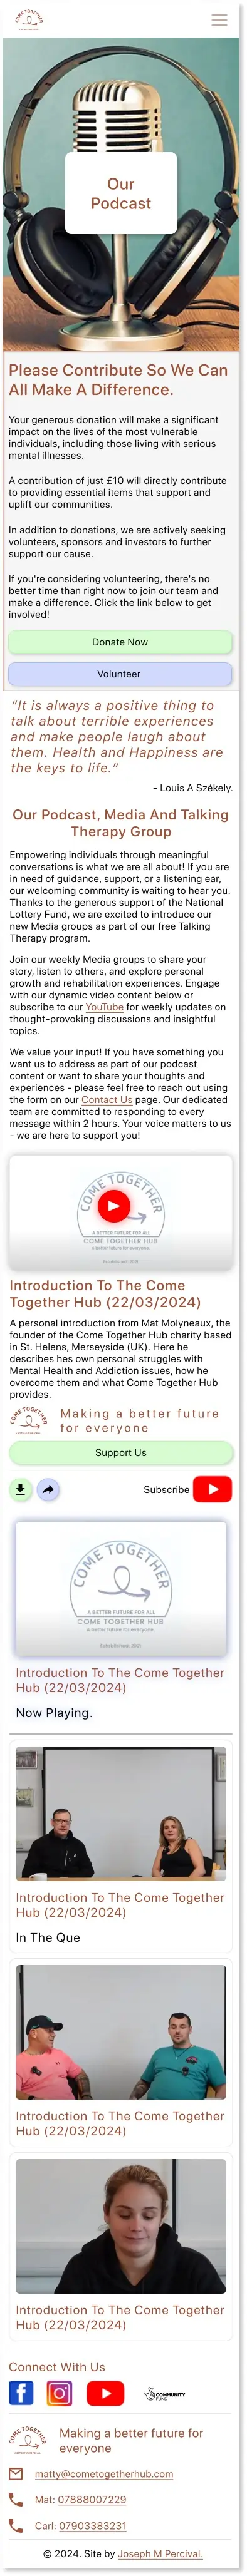 COME TOGETHER
Our
Podcast
Please Contribute So We Can
All Make A Difference.
Your generous donation will make a significant
impact on the lives of the most vulnerable
individuals, including those living with serious
mental illnesses.
A contribution of just £10 will directly contribute
to providing essential items that support and
uplift our communities.
In addition to donations, we are actively seeking
volunteers, sponsors and investors to further
support our cause.
If you're considering volunteering, there's no
better time than right now to join our team and
make a difference. Click the link below to get
involved!
Donate Now
Volunteer
“It is always a positive thing to
talk about terrible experiences
and make people laugh about
them. Health and Happiness are
the keys to life.”
- Louis A Székely.
Our Podcast, Media And Talking
Therapy Group
Empowering individuals through meaningful
conversations is what we are all about! If you are
in need of guidance, support, or a listening ear,
our welcoming community is waiting to hear you.
Thanks to the generous support of the National
Lottery Fund, we are excited to introduce our
new Media groups as part of our free Talking
Therapy program.
Join our weekly Media groups to share your
story, listen to others, and explore personal
growth and rehabilitation experiences. Engage
with our dynamic video content below or
subscribe to our YouTube for weekly updates on
thought-provoking discussions and insightful
topics.
We value your input! If you have something you
want us to address as part of our podcast
content or want to share your thoughts and
experiences - please feel free to reach out using
the form on our Contact Us page. Our dedicated
team are committed to responding to every
message within 2 hours. Your voice matters to us
- we are here to support you!
COME TOGETHER
A BETTER FUTURE FOR ALL
COME TOGETHER HUB
a better future for everyone.
Established: 2021
Introduction To The Come
Together Hub (22/03/2024)
A personal introduction from Mat Molyneaux, the
founder of the Come Together Hub charity based
in St. Helens, Merseyside (UK). Here he
describes hes own personal struggles with
Mental Health and Addiction issues, how he
overcome them and what Come Together Hub
provides.
COME TOGETHER
Making a better future
for everyone
Support Us
Subscribe
COME TOGETHER
A BETTER FUTURE FOR ALL
COME TOGETHER HUB
a better future for everyone.
Established: 2021
Introduction To The Come Together
Hub (22/03/2024)
Now Playing.
Introduction To The Come Together
Hub (22/03/2024)
In The Que
Introduction To The Come Together
Hub (22/03/2024)
Introduction To The Come Together
Hub (22/03/2024)
Connect With Us
COMMUNITY
FUND
COME TOGETHER
Making a better future for
everyone
matty@cometogetherhub.com
Mat: 07888007229
Carl: 07903383231
© 2024. Site by Joseph M Percival.